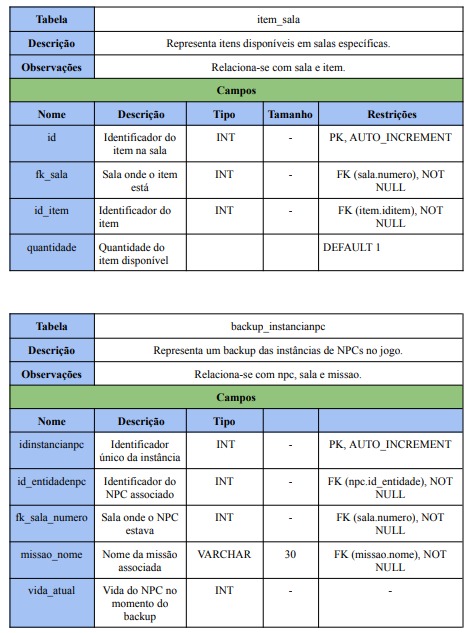 Tabela item_sala
Descrição Representa itens disponíveis em salas específicas.
Observações Relaciona-se com sala e item.
Campos
Nome Descrição Tipo Tamanho Restrições
id Identificador do INT - PK, AUTO_INCREMENT
item na sala
fk_sala Sala onde o item INT - FK (sala.numero), NOT
está NULL
id_item Identificador do INT - FK (item.iditem), NOT
item NULL
quantidade Quantidade do DEFAULT 1
item disponível
Tabela backup_instancianpc
Descrição Representa um backup das instâncias de NPCs no jogo.
Observações Relaciona-se com npc, sala e missao.
Campos
Nome Descrição Tipo
idinstancianpc Identificador INT - PK, AUTO_INCREMENT
único da instância
id_entidadenpc Identificador do INT - FK (npc.id_entidade), NOT
NPC associado NULL
fk_sala_numero Sala onde o NPC INT - FK (sala.numero), NOT
estava NULL
missao_nome Nome da missão VARCHAR 30 FK (missao.nome), NOT
associada NULL
vida_atual Vida do NPC no INT - -
momento do
backup